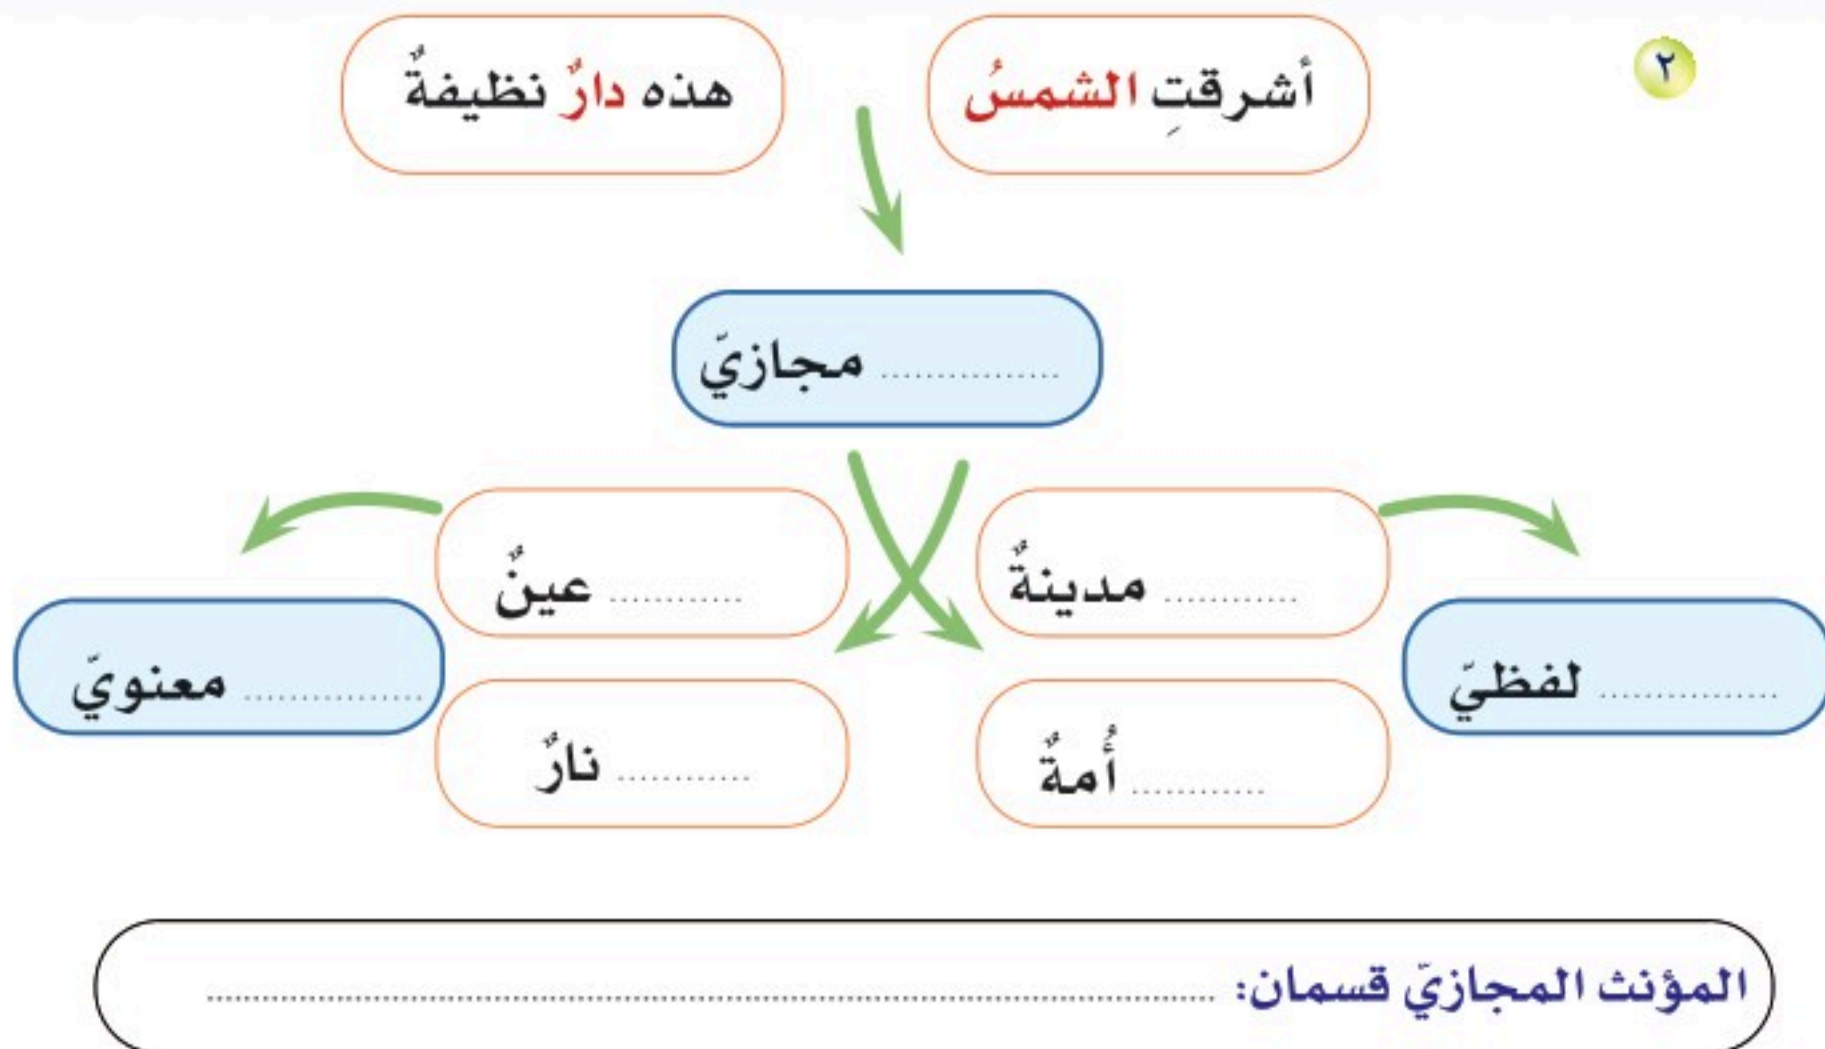 ٢
أشرقتِ الشمسُ
هذه دارٌ نظيفةٌ
................ مجازيّ
............ مدينةٌ
............ عينٌ
................ لفظيّ
................ معنويّ
............ أُمةٌ
............ نارٌ
المؤنث المجازيّ قسمان: ................................................